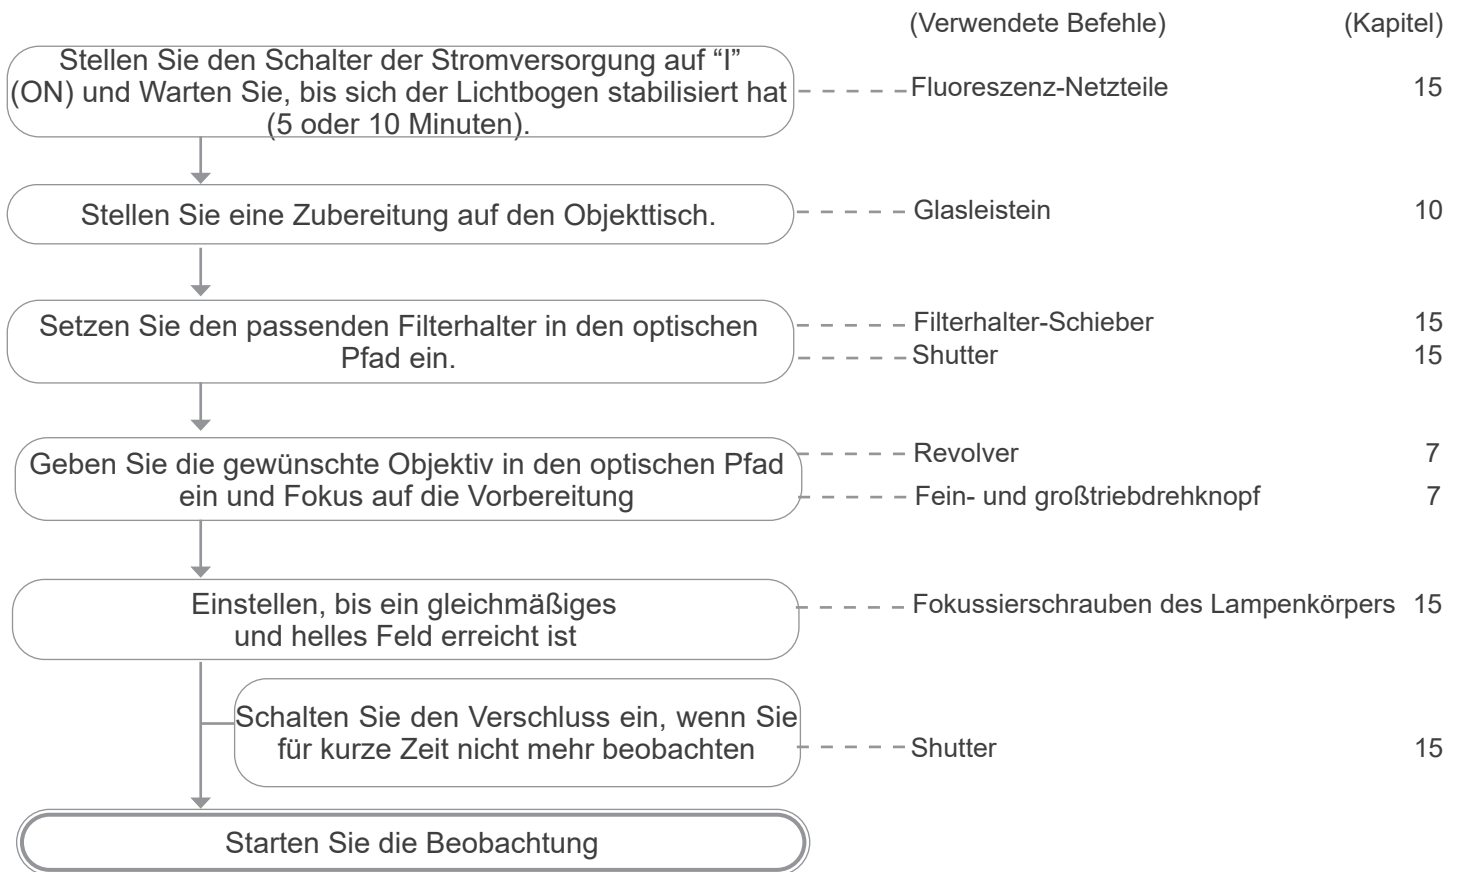 (Verwendete Befehle) (Kapitel)
Stellen Sie den Schalter der Stromversorgung auf “I”
(ON) und Warten Sie, bis sich der Lichtbogen stabilisiert hat
(5 oder 10 Minuten).
Fluoreszenz-Netzteile 15
Stellen Sie eine Zubereitung auf den Objekttisch.
Glasleistein 10
Setzen Sie den passenden Filterhalter in den optischen
Pfad ein.
Filterhalter-Schieber 15
Shutter 15
Geben Sie die gewünschte Objektiv in den optischen Pfad
ein und Fokus auf die Vorbereitung
Revolver 7
Fein- und großtriebdrehknopf 7
Einstellen, bis ein gleichmäßiges
und helles Feld erreicht ist
Fokussierschrauben des Lampenkörpers 15
Schalten Sie den Verschluss ein, wenn Sie
für kurze Zeit nicht mehr beobachten
Shutter 15
Starten Sie die Beobachtung